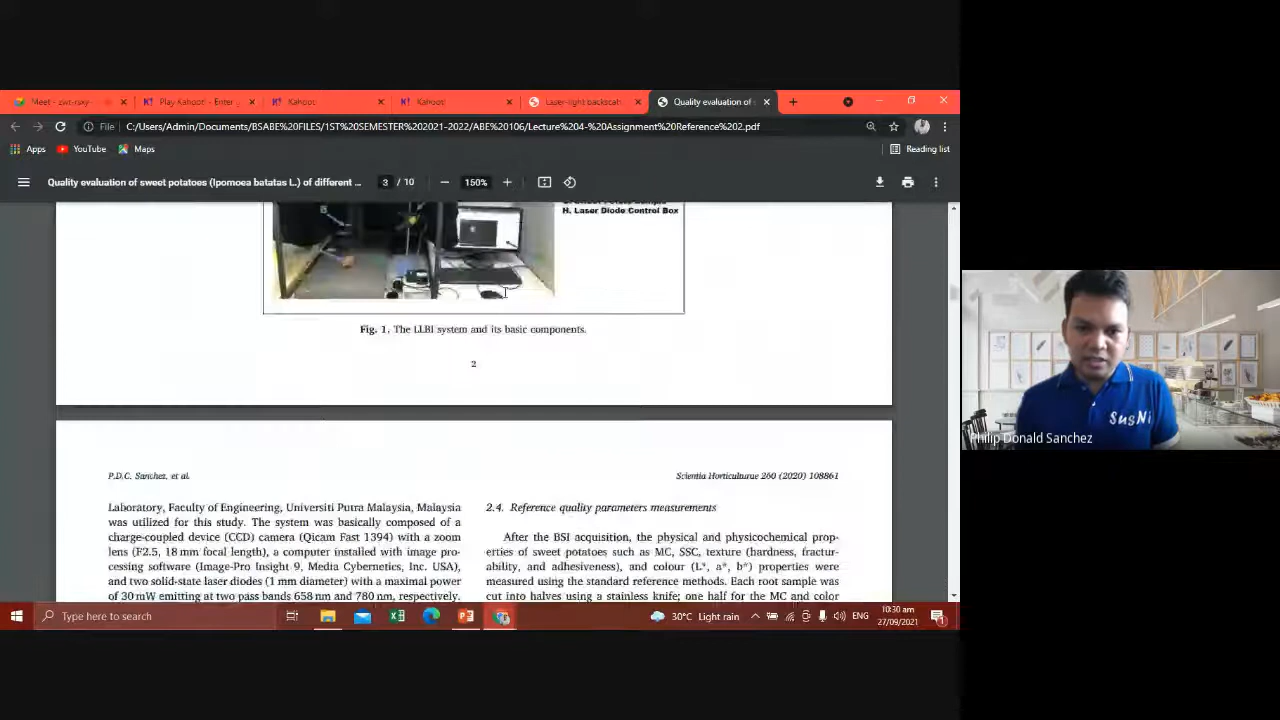 Meet - zwt-rsxy
Play Kahoot! - Enter
Kahoot!
Kahoot!
Laser-light backscat
Quality evaluation of
File C:/Users/Admin/Documents/BSABE%20FILES/1ST%20SEMESTER%202021-2022/ABE%20106/Lecture%204-%20Assignment%20Reference%202.pdf
Apps YouTube Maps Reading list
Quality evaluation of sweet potatoes (Ipomoea batatas L.) of different ... 3 / 10 150%
H. Laser Diode Control Box
Fig. 1. The LLBI system and its basic components.
2
P.D.C. Sanchez, et al.
Scientia Horticulturae 260 (2020) 108861
Laboratory, Faculty of Engineering, Universiti Putra Malaysia, Malaysia
was utilized for this study. The system was basically composed of a
charge-coupled device (CCD) camera (Qicam Fast 1394) with a zoom
lens (F2.5, 18 mm focal length), a computer installed with image pro-
cessing software (Image-Pro Insight 9, Media Cybernetics, Inc. USA),
and two solid-state laser diodes (1 mm diameter) with a maximal power
of 30 mW emitting at two pass bands 658 nm and 780 nm, respectively.
2.4. Reference quality parameters measurements
After the BSI acquisition, the physical and physicochemical prop-
erties of sweet potatoes such as MC, SSC, texture (hardness, fractur-
ability, and adhesiveness), and colour (L*, a*, b*) properties were
measured using the standard reference methods. Each root sample was
cut into halves using a stainless knife; one half for the MC and color
SusNi
Philip Donald Sanchez
Type here to search
30°C Light rain
ENG
10:30 am
27/09/2021